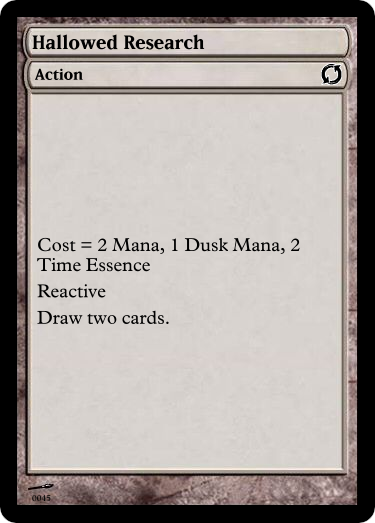 Hallowed Research
Action
Cost = 2 Mana, 1 Dusk Mana, 2
Time Essence
Reactive
Draw two cards.
0045